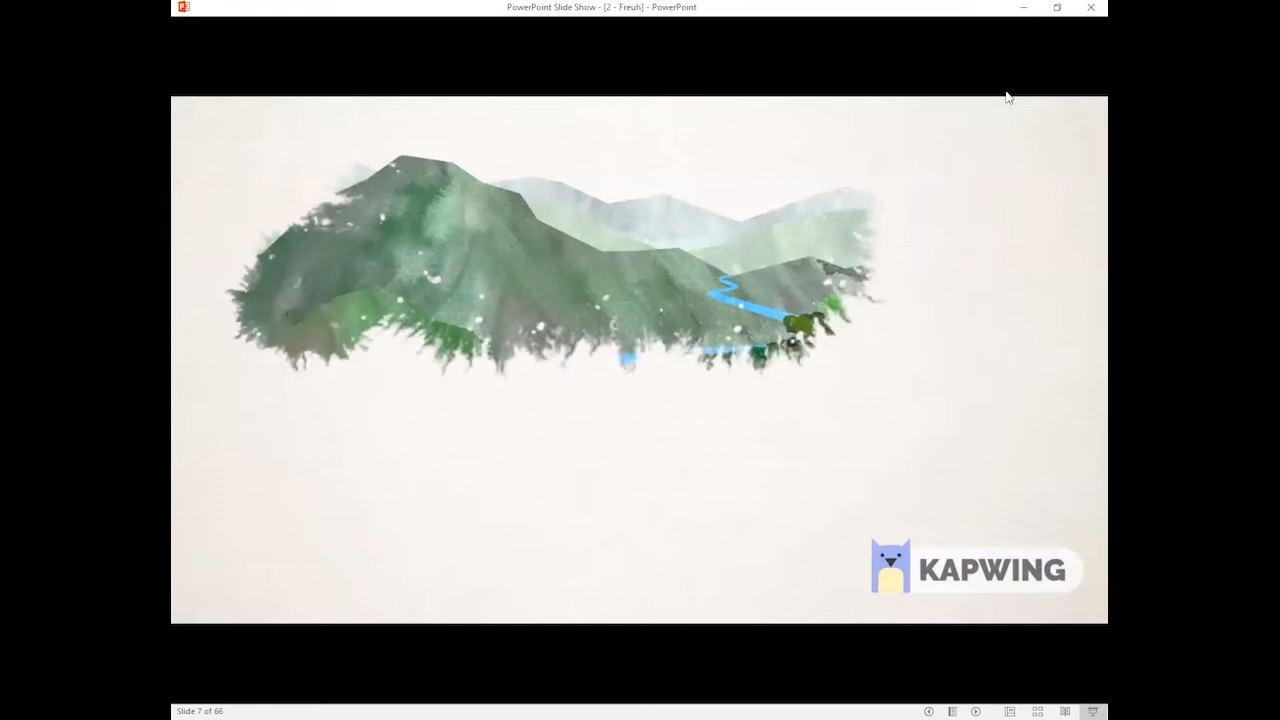 PowerPoint Slide Show - [2 - Freuh] - PowerPoint
KAPWING
Slide 7 of 66